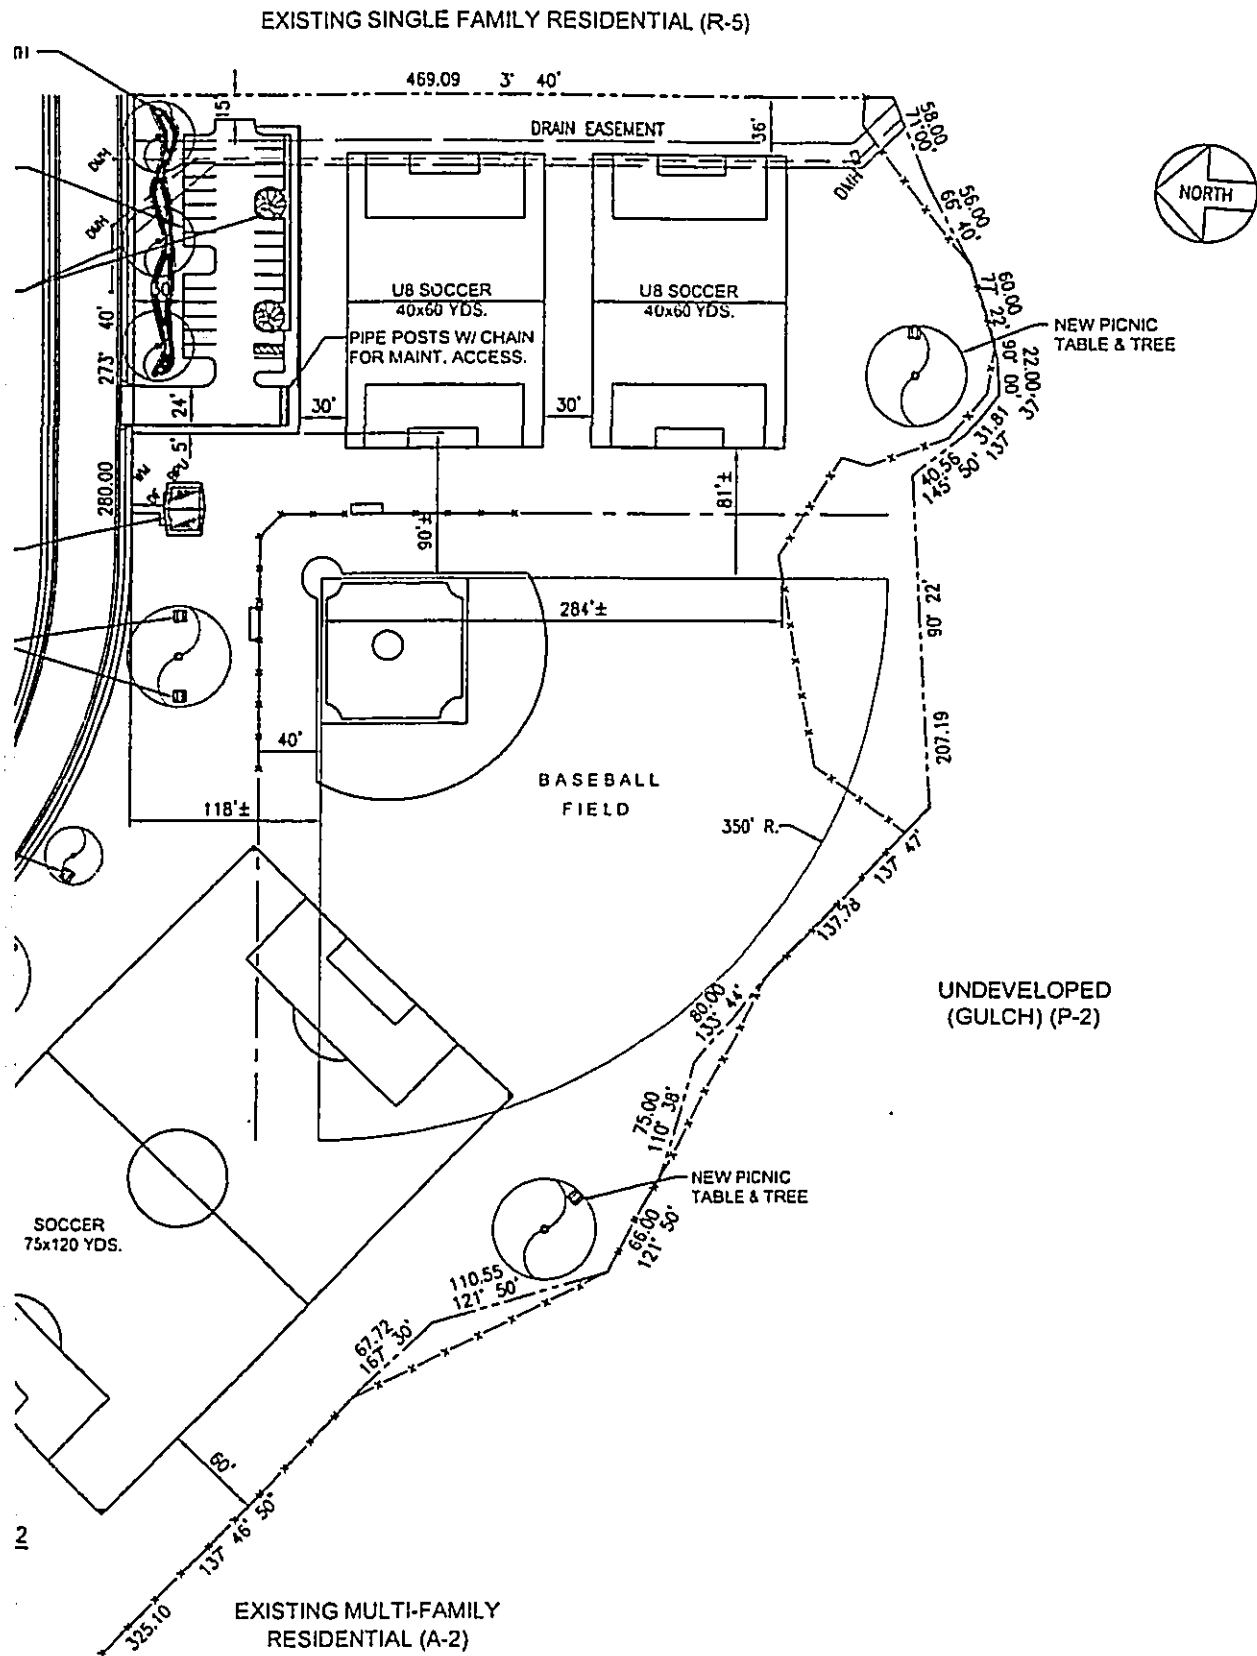 EXISTING SINGLE FAMILY RESIDENTIAL (R-5)
469.09 3° 40'
15'
DRAIN EASEMENT
36'
58.00
71°00'
DMH
DMH
DMH
NORTH
56.00
66° 40'
60.00
77° 22'
22.00
90° 00'
37'
U8 SOCCER
40x60 YDS.
U8 SOCCER
40x60 YDS.
PIPE POSTS W/ CHAIN
FOR MAINT. ACCESS.
NEW PICNIC
TABLE & TREE
273° 40'
24'
30'
30'
31.81
137°
40.56
145° 50'
5'
280.00
90'±
81'±
284'±
90° 22'
207.19
40'
118'±
BASEBALL
FIELD
350' R.
137° 47'
137.78
UNDEVELOPED
(GULCH) (P-2)
80.00
133° 44'
75.00
110° 38'
NEW PICNIC
TABLE & TREE
66.00
121° 50'
SOCCER
75x120 YDS.
110.55
121° 50'
67.72
167° 30'
60'
2
137° 46' 50"
325.10
EXISTING MULTI-FAMILY
RESIDENTIAL (A-2)